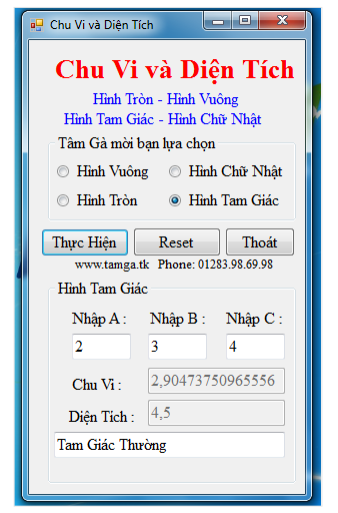 Chu Vi và Diện Tích
Chu Vi và Diện Tích
Hình Tròn - Hình Vuông
Hình Tam Giác - Hình Chữ Nhật
Tâm Gà mời bạn lựa chọn
Hình Vuông Hình Chữ Nhật
Hình Tròn Hình Tam Giác
Thực Hiện Reset Thoát
www.tamga.tk Phone: 01283.98.69.98
Hình Tam Giác
Nhập A : Nhập B : Nhập C :
2 3 4
Chu Vi : 2,90473750965556
Diện Tích : 4,5
Tam Giác Thường